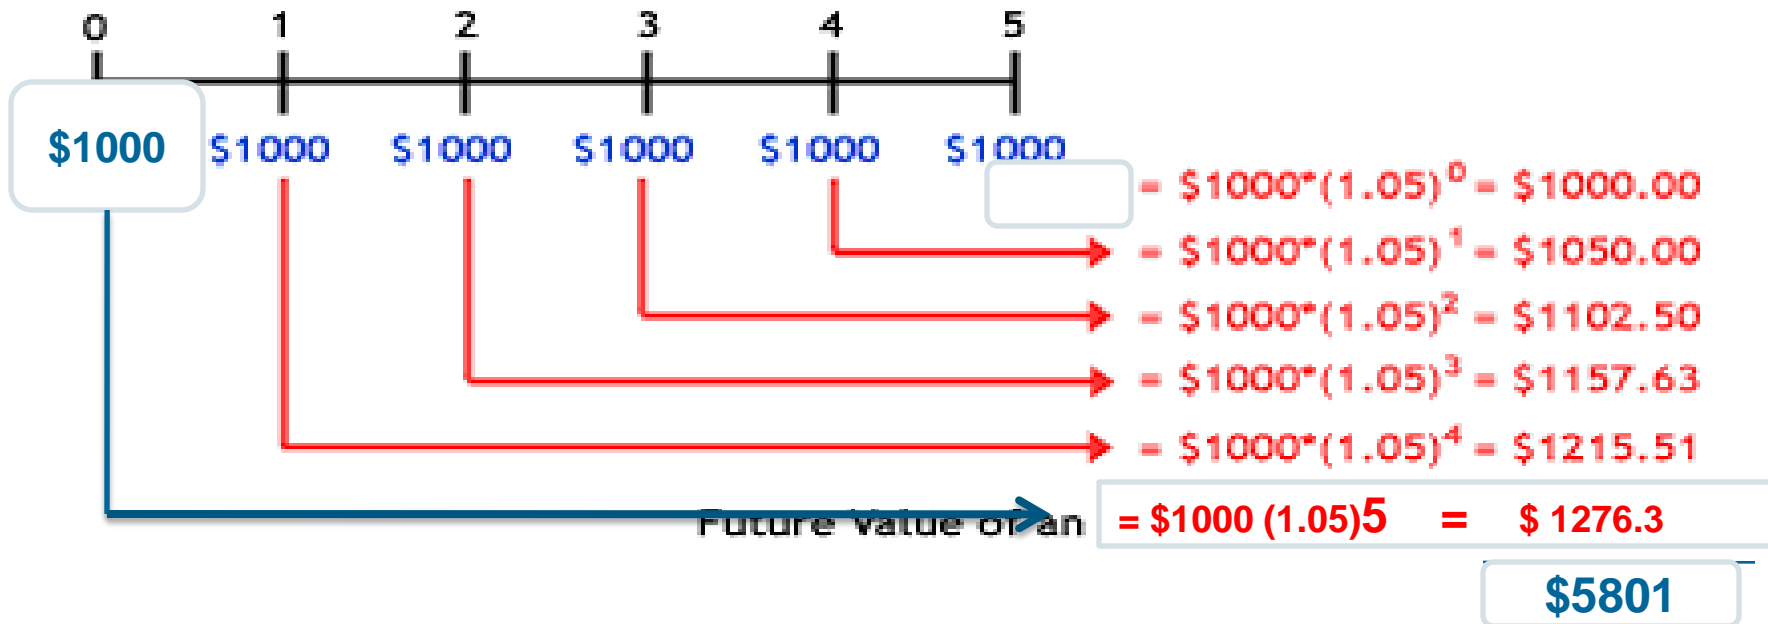 0 1 2 3 4 5
$1000 $1000 $1000 $1000 $1000 $1000
= $1000*(1.05)^0 = $1000.00
= $1000*(1.05)^1 = $1050.00
= $1000*(1.05)^2 = $1102.50
= $1000*(1.05)^3 = $1157.63
= $1000*(1.05)^4 = $1215.51
Future Value of an = $1000 (1.05)5 = $ 1276.3
$5801